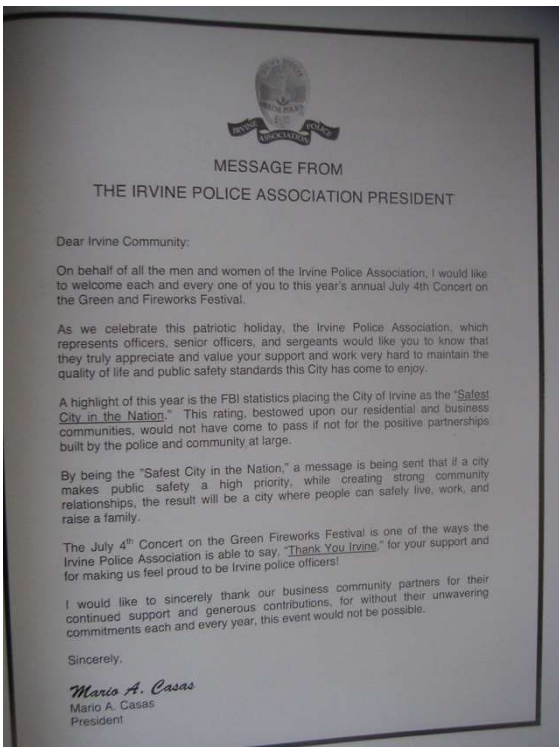 IRVINE POLICE
IRVINE
POLICE
ASSOCIATION
MESSAGE FROM
THE IRVINE POLICE ASSOCIATION PRESIDENT
Dear Irvine Community:
On behalf of all the men and women of the Irvine Police Association, I would like
to welcome each and every one of you to this year's annual July 4th Concert on
the Green and Fireworks Festival.
As we celebrate this patriotic holiday, the Irvine Police Association, which
represents officers, senior officers, and sergeants would like you to know that
they truly appreciate and value your support and work very hard to maintain the
quality of life and public safety standards this City has come to enjoy.
A highlight of this year is the FBI statistics placing the City of Irvine as the "Safest
City in the Nation." This rating, bestowed upon our residential and business
communities, would not have come to pass if not for the positive partnerships
built by the police and community at large.
By being the "Safest City in the Nation," a message is being sent that if a city
makes public safety a high priority, while creating strong community
relationships, the result will be a city where people can safely live, work, and
raise a family.
The July 4th Concert on the Green Fireworks Festival is one of the ways the
Irvine Police Association is able to say, "Thank You Irvine," for your support and
for making us feel proud to be Irvine police officers!
I would like to sincerely thank our business community partners for their
continued support and generous contributions, for without their unwavering
commitments each and every year, this event would not be possible.
Sincerely,
Mario A. Casas
Mario A. Casas
President